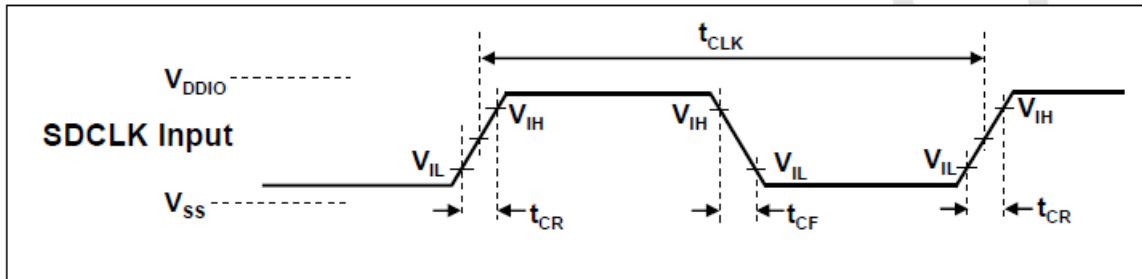 tCLK
VDDIO
VIH VIH VIH
SDCLK Input
VIL VIL VIL
VSS
tCR tCF tCR